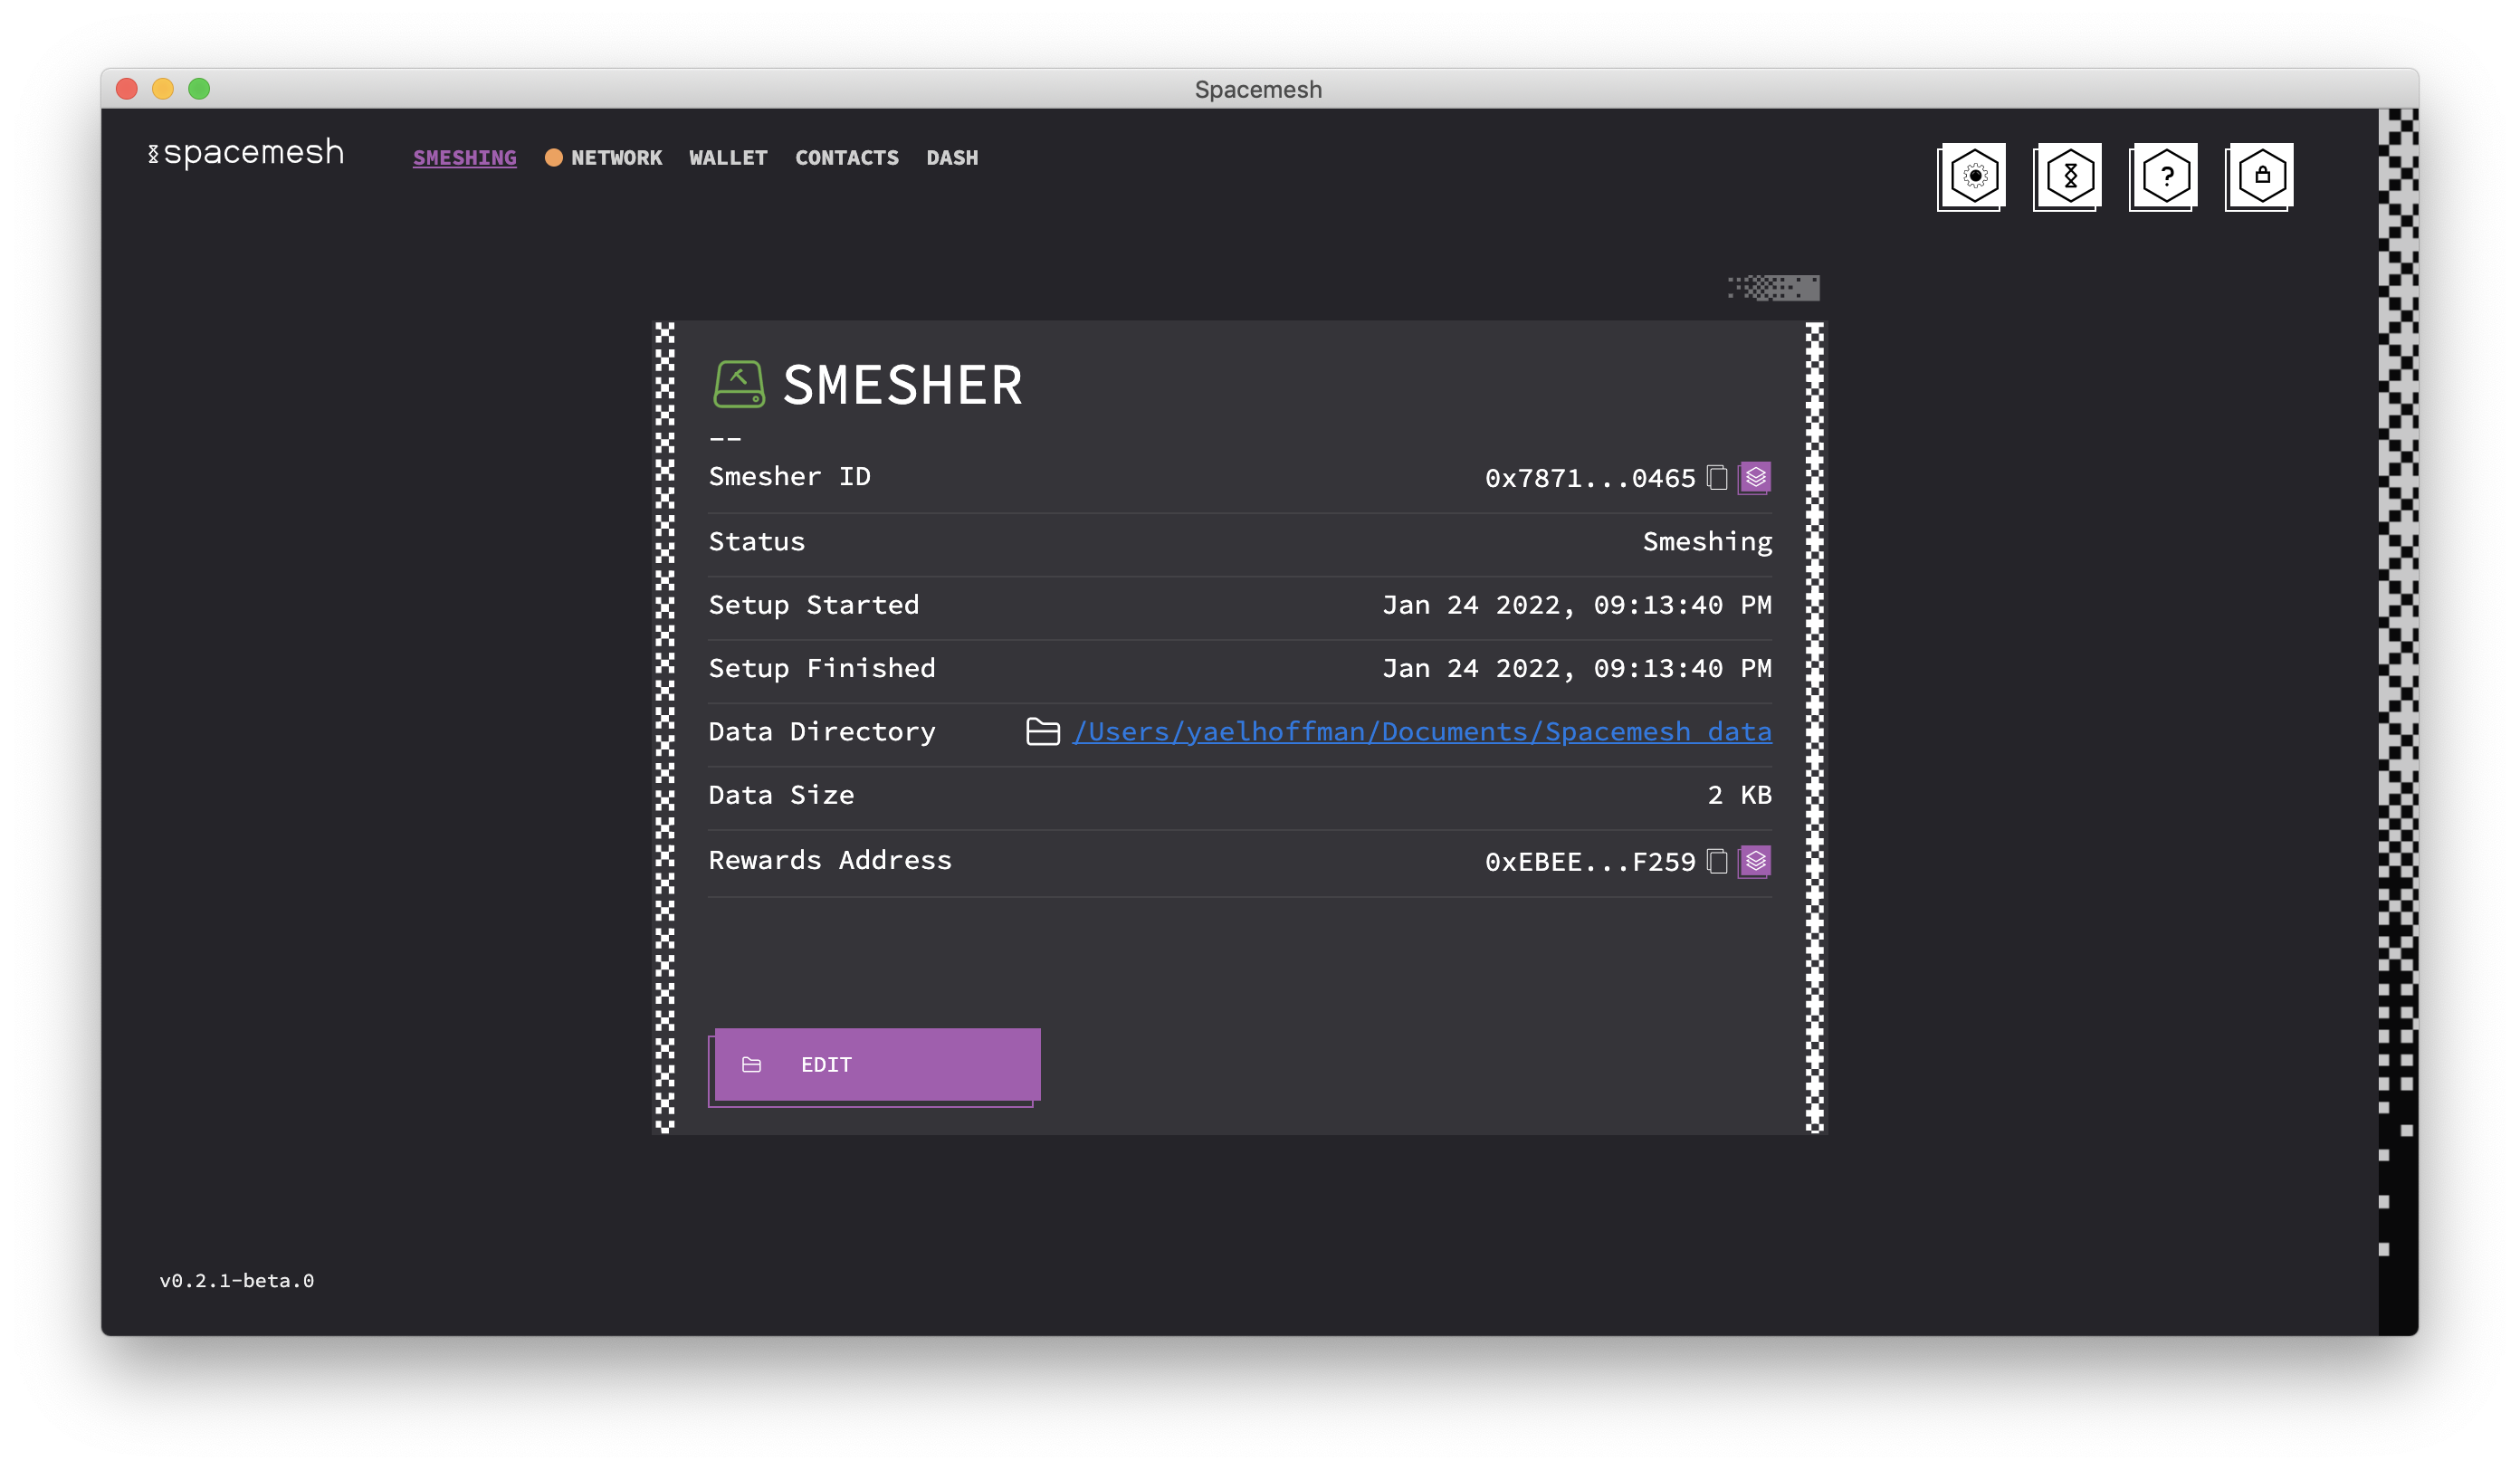 Spacemesh
spacemesh
SMESHING NETWORK WALLET CONTACTS DASH
?
SMESHER
--
Smesher ID 0x7871...0465
Status Smeshing
Setup Started Jan 24 2022, 09:13:40 PM
Setup Finished Jan 24 2022, 09:13:40 PM
Data Directory /Users/yaelhoffman/Documents/Spacemesh data
Data Size 2 KB
Rewards Address 0xEBEE...F259
EDIT
v0.2.1-beta.0